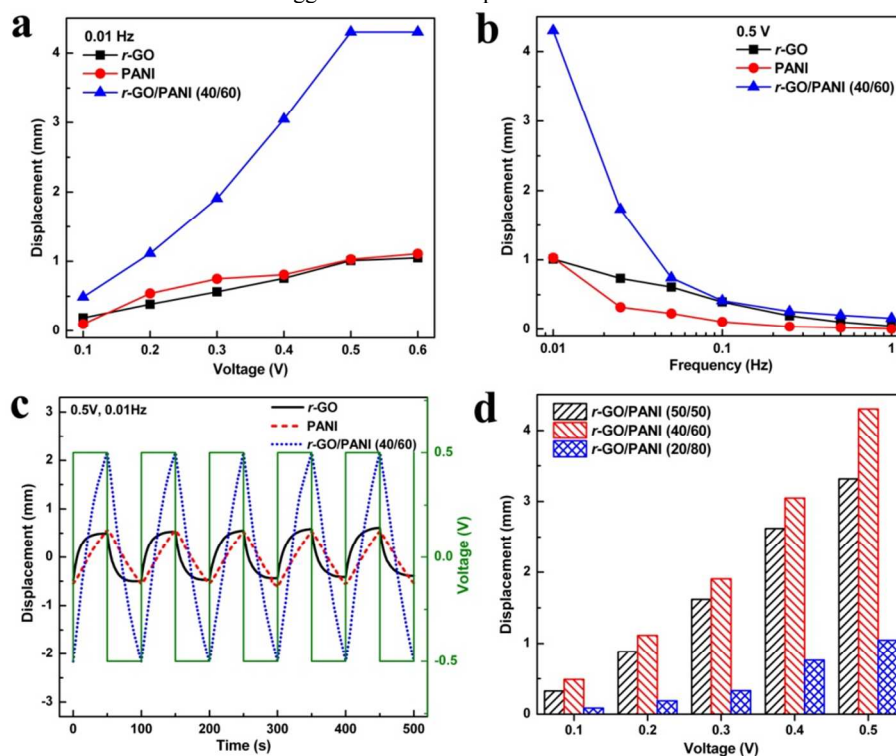 a
0.01 Hz
r-GO
PANI
r-GO/PANI (40/60)
Displacement (mm)
4
3
2
1
0
0.1 0.2 0.3 0.4 0.5 0.6
Voltage (V)
b
0.5 V
r-GO
PANI
r-GO/PANI (40/60)
Displacement (mm)
4
3
2
1
0
0.01 0.1 1
Frequency (Hz)
c
0.5V, 0.01Hz
r-GO
PANI
r-GO/PANI (40/60)
Displacement (mm)
3
2
1
0
-1
-2
-3
0 100 200 300 400 500
Time (s)
0.5
0.0
-0.5
Voltage (V)
d
r-GO/PANI (50/50)
r-GO/PANI (40/60)
r-GO/PANI (20/80)
Displacement (mm)
4
3
2
1
0
0.1 0.2 0.3 0.4 0.5
Voltage (V)